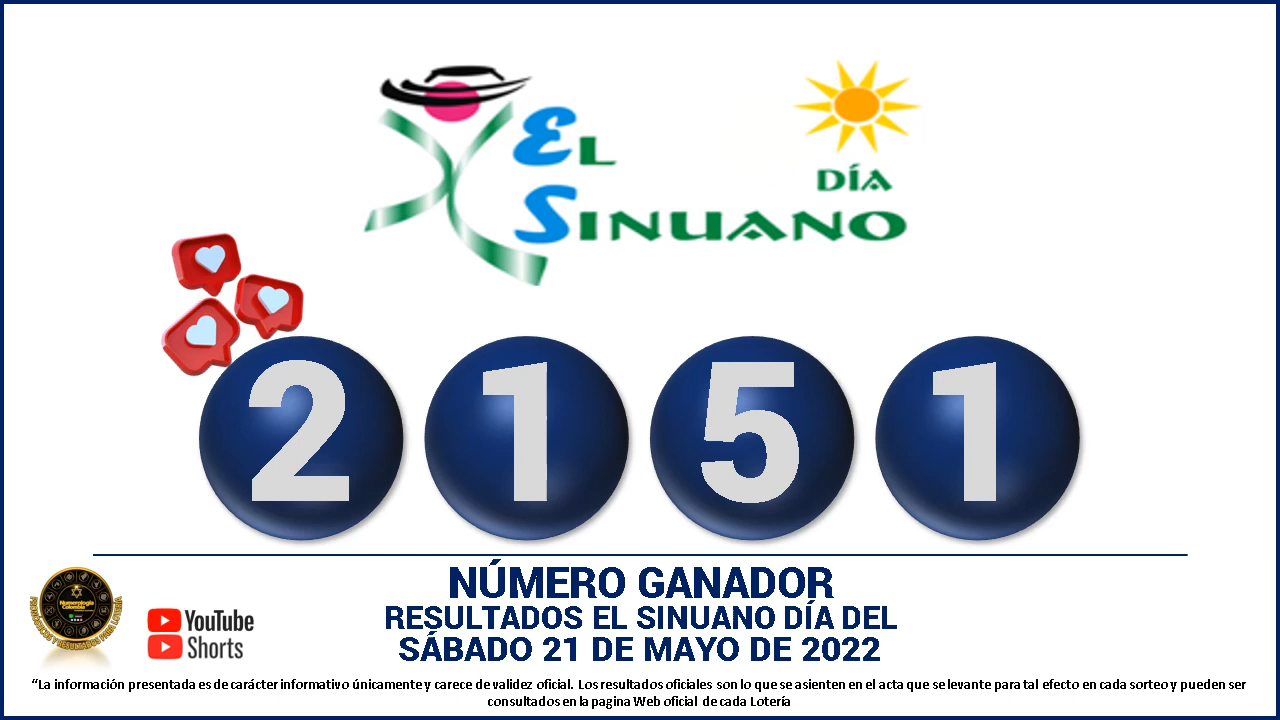 EL
DÍA
SINUANO
2 1 5 1
NÚMERO GANADOR
RESULTADOS EL SINUANO DÍA DEL
SÁBADO 21 DE MAYO DE 2022
Numerología
Colombia
YouTube
Shorts
“La información presentada es de carácter informativo únicamente y carece de validez oficial. Los resultados oficiales son lo que se asienten en el acta que se levante para tal efecto en cada sorteo y pueden ser
consultados en la pagina Web oficial de cada Lotería